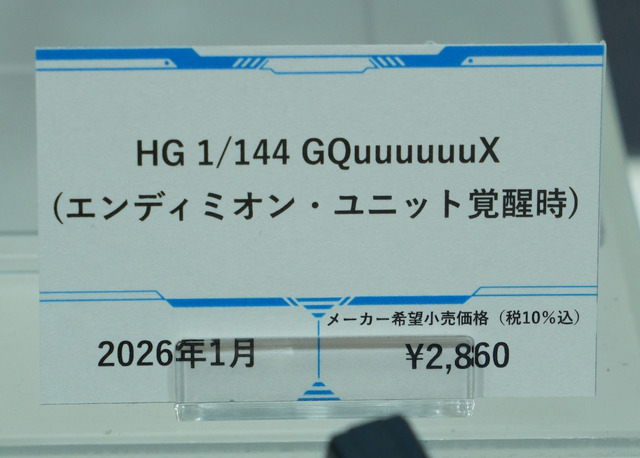 HG 1/144 GQuuuuuuX
(エンディミオン・ユニット覚醒時)
メーカー希望小売価格（税10%込）
2026年1月 ¥2,860